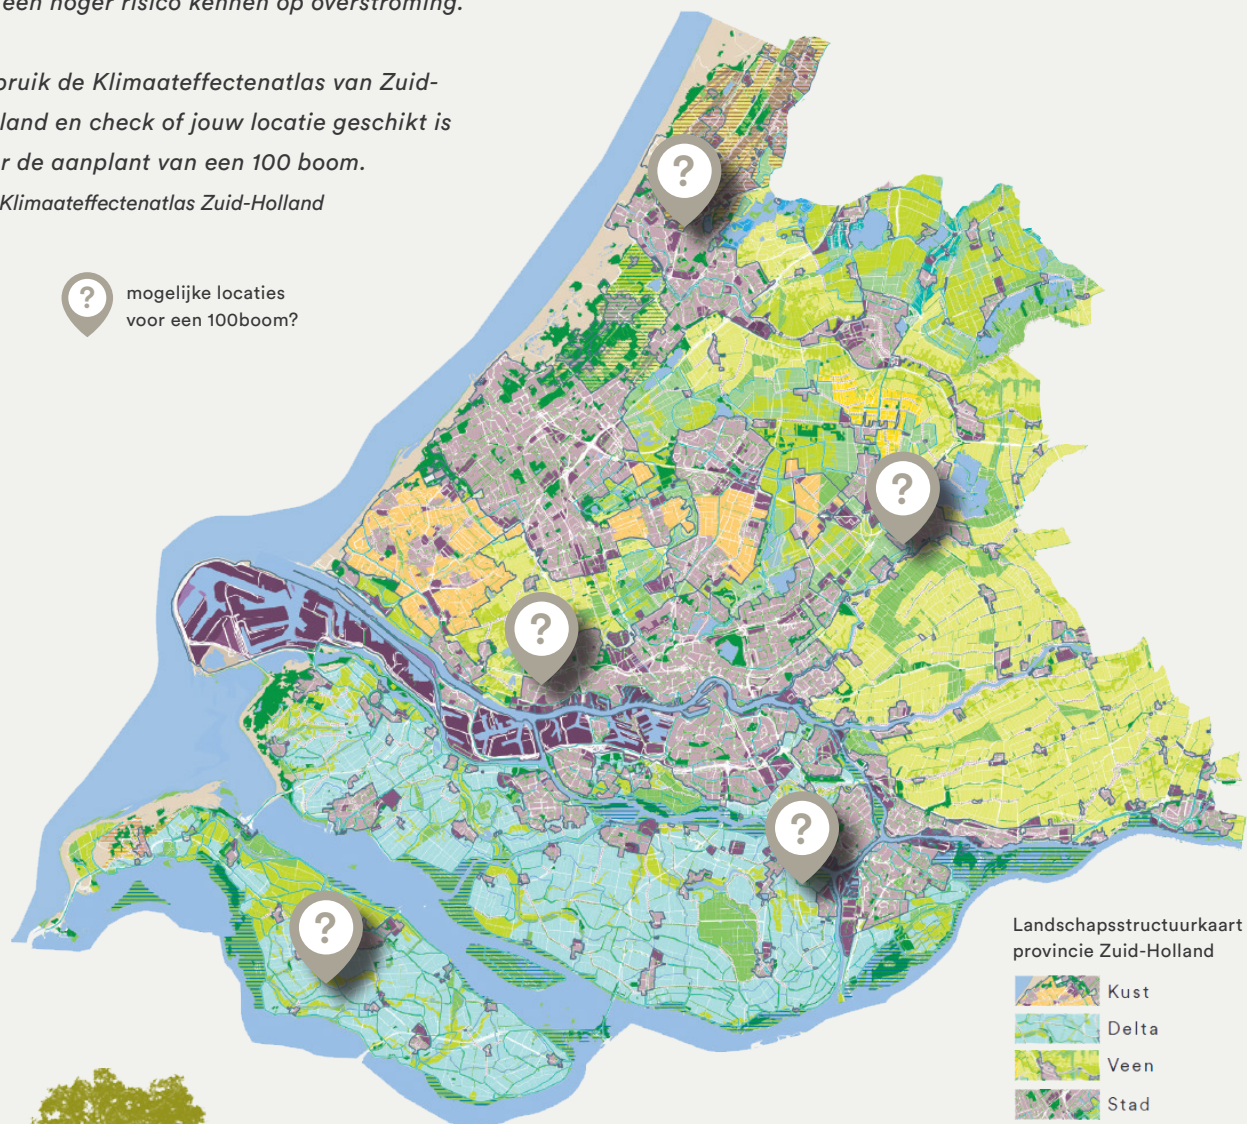 een hoger risico kennen op overstroming.
bruik de Klimaateffectenatlas van Zuid-
land en check of jouw locatie geschikt is
r de aanplant van een 100 boom.
Klimaateffectenatlas Zuid-Holland
?
mogelijke locaties
voor een 100boom?
?
?
?
?
?
Landschapsstructuurkaart
provincie Zuid-Holland
Kust
Delta
Veen
Stad